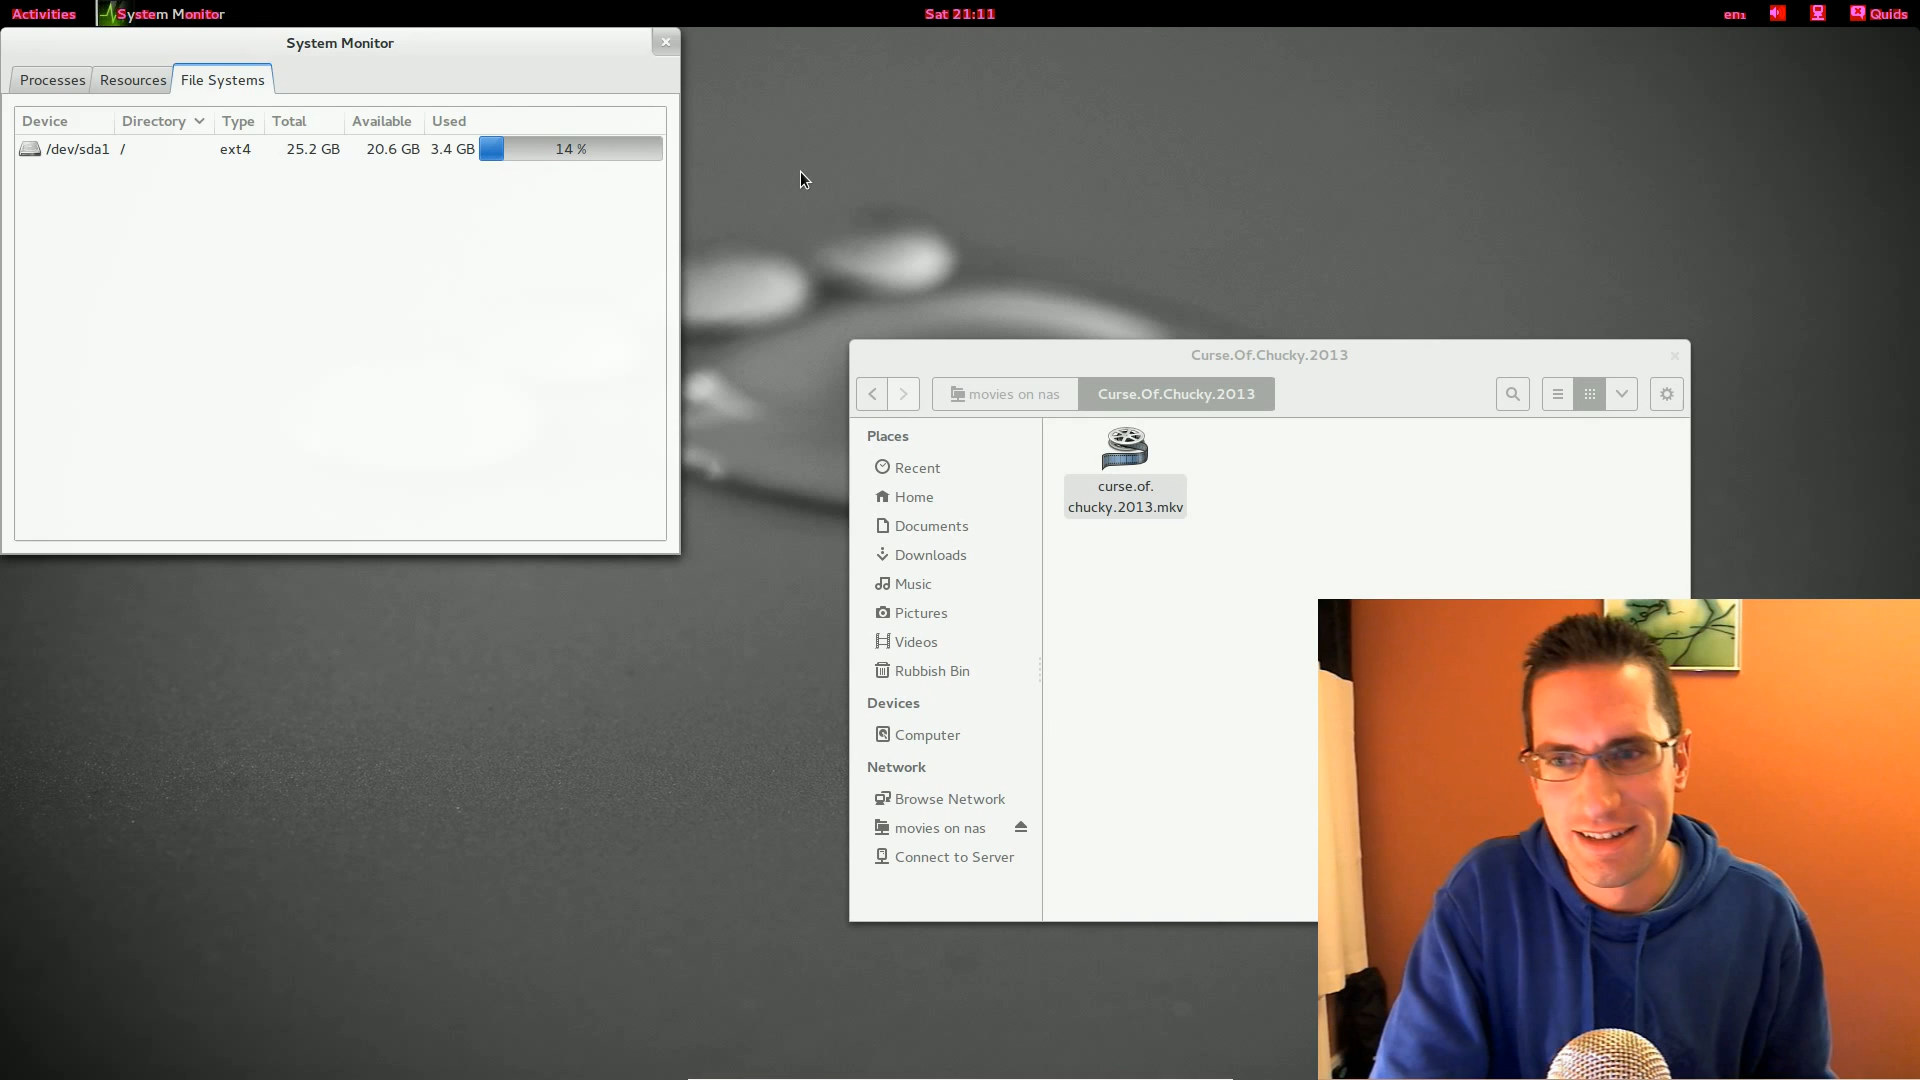 Activities System Monitor Sat 21:11 en₁ Quids
System Monitor
Processes Resources File Systems
Device Directory Type Total Available Used
/dev/sda1 / ext4 25.2 GB 20.6 GB 3.4 GB 14 %
Curse.Of.Chucky.2013
movies on nas Curse.Of.Chucky.2013
Places
Recent
Home
Documents
Downloads
Music
Pictures
Videos
Rubbish Bin
Devices
Computer
Network
Browse Network
movies on nas
Connect to Server
curse.of.
chucky.2013.mkv